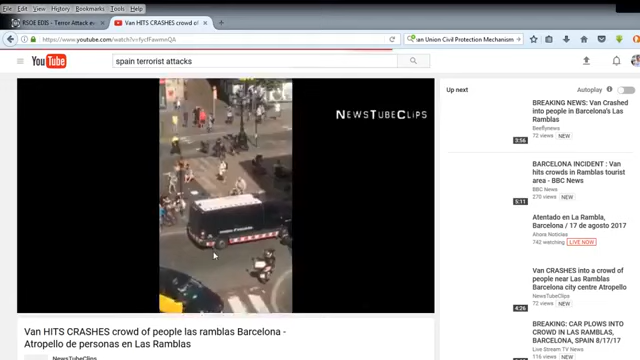 File Edit View History Bookmarks Tools Help
RSOE EDIS - Terror Attack e
Van HITS CRASHES crowd of
https://www.youtube.com/watch?v=fycfFawmnQA
an Union Civil Protection Mechanism
YouTube
spain terrorist attacks
NEWSTUBECLIPS
Up next
Autoplay
BREAKING NEWS: Van Crashed into people in Barcelona's Las Ramblas
Beeflynews
72 views NEW
3:56
BARCELONA INCIDENT : Van hits crowds in Ramblas tourist area - BBC News
BBC News
270 views NEW
5:11
Atentado en La Rambla, Barcelona / 17 de agosto 2017
Ahora Noticias
742 watching LIVE NOW
Van CRASHES into a crowd of people near Las Ramblas Barcelona city centre Atropello
NewsTubeClips
72 views NEW
4:26
BREAKING: CAR PLOWS INTO CROWD IN LAS RAMBLAS, BARCELONA, SPAIN 8/17/17
Live Stream.TV News
116 views NEW
Van HITS CRASHES crowd of people las ramblas Barcelona -
Atropello de personas en Las Ramblas
NewsTubeClips